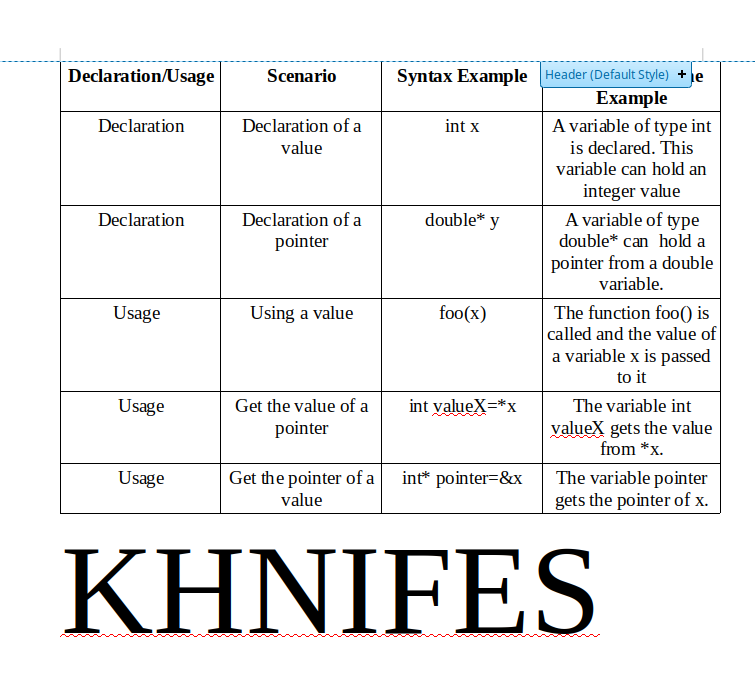 Declaration/Usage Scenario Syntax Example Header (Default Style) + e
Example
Declaration Declaration of a int x A variable of type int
value is declared. This
variable can hold an
integer value
Declaration Declaration of a double* y A variable of type
pointer double* can hold a
pointer from a double
variable.
Usage Using a value foo(x) The function foo() is
called and the value of
a variable x is passed
to it
Usage Get the value of a int valueX=*x The variable int
pointer valueX gets the value
from *x.
Usage Get the pointer of a int* pointer=&x The variable pointer
value gets the pointer of x.
KHNIFES